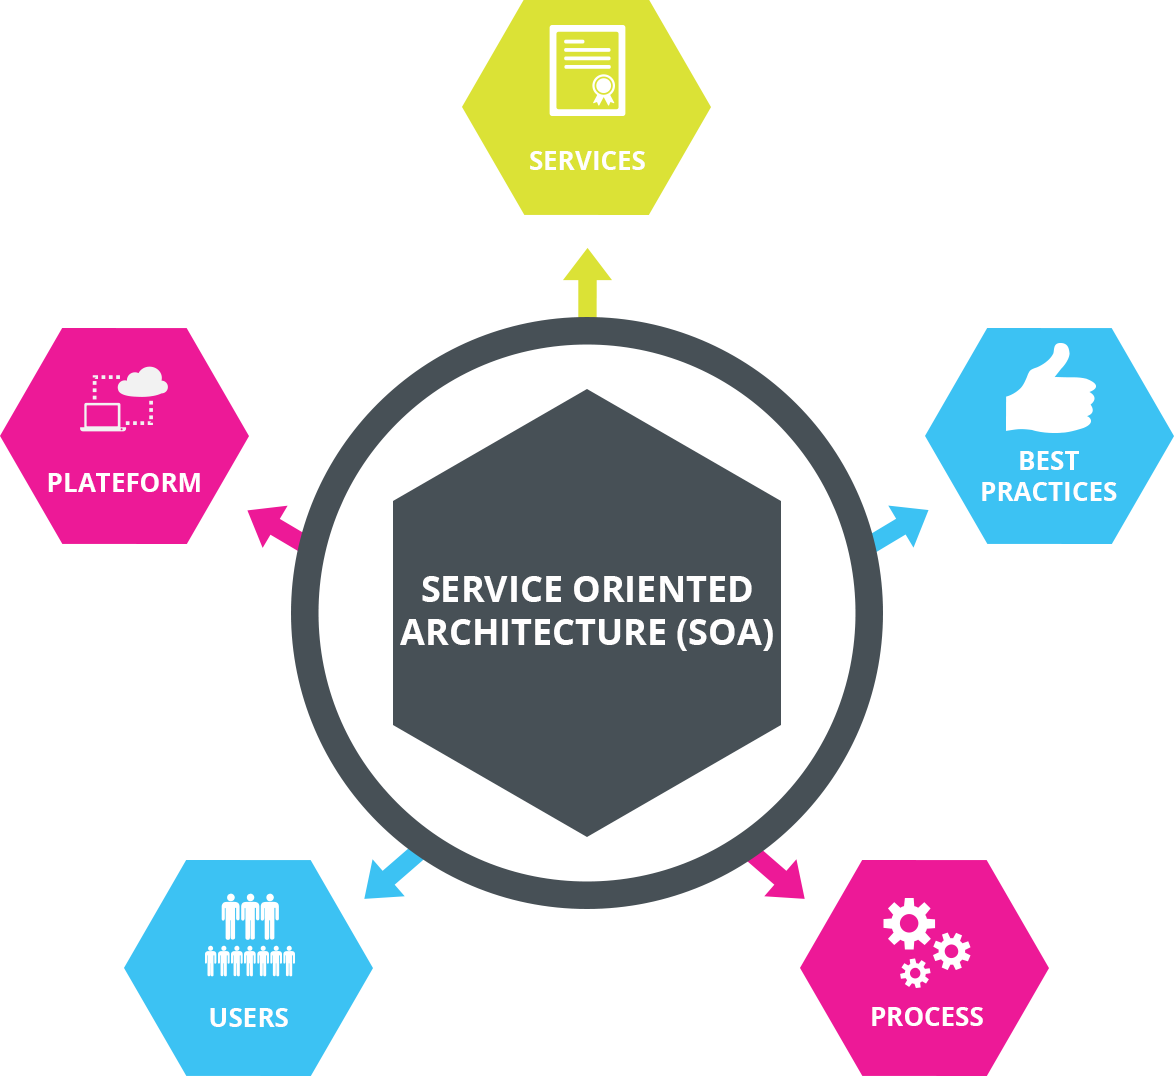 SERVICES
PLATEFORM
BEST
PRACTICES
SERVICE ORIENTED
ARCHITECTURE (SOA)
USERS
PROCESS